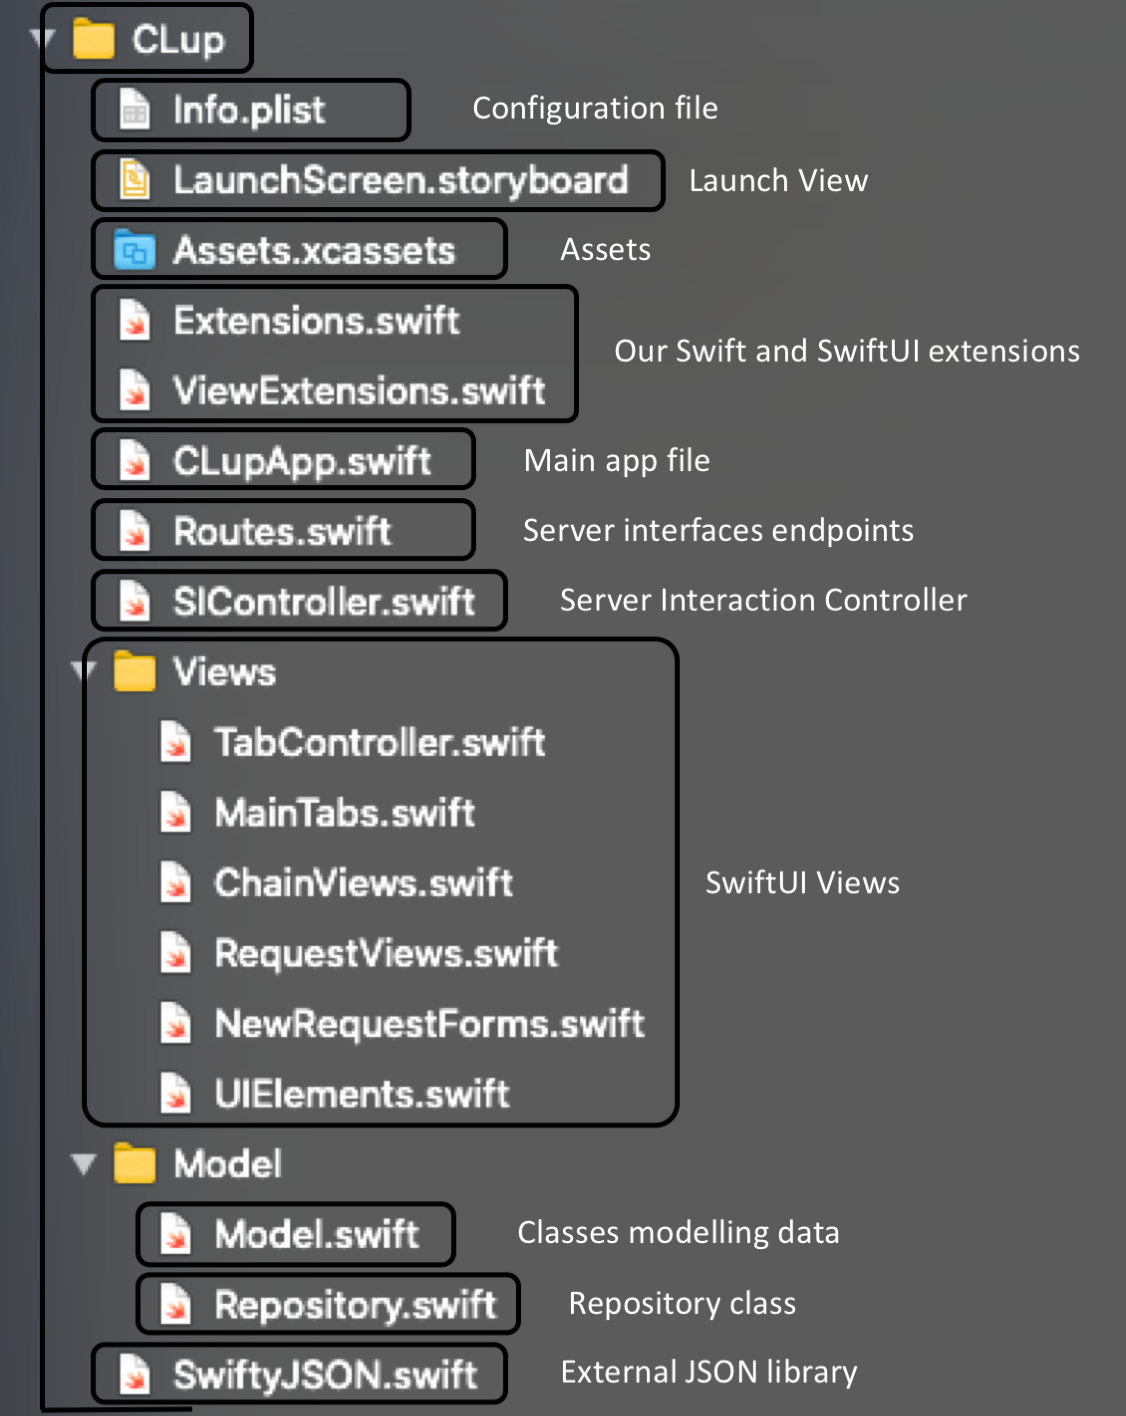 CLup
Info.plist Configuration file
LaunchScreen.storyboard Launch View
Assets.xcassets Assets
Extensions.swift
Our Swift and SwiftUI extensions
ViewExtensions.swift
CLupApp.swift Main app file
Routes.swift Server interfaces endpoints
SIController.swift Server Interaction Controller
Views
TabController.swift
MainTabs.swift
ChainViews.swift SwiftUI Views
RequestViews.swift
NewRequestForms.swift
UIElements.swift
Model
Model.swift Classes modelling data
Repository.swift Repository class
SwiftyJSON.swift External JSON library